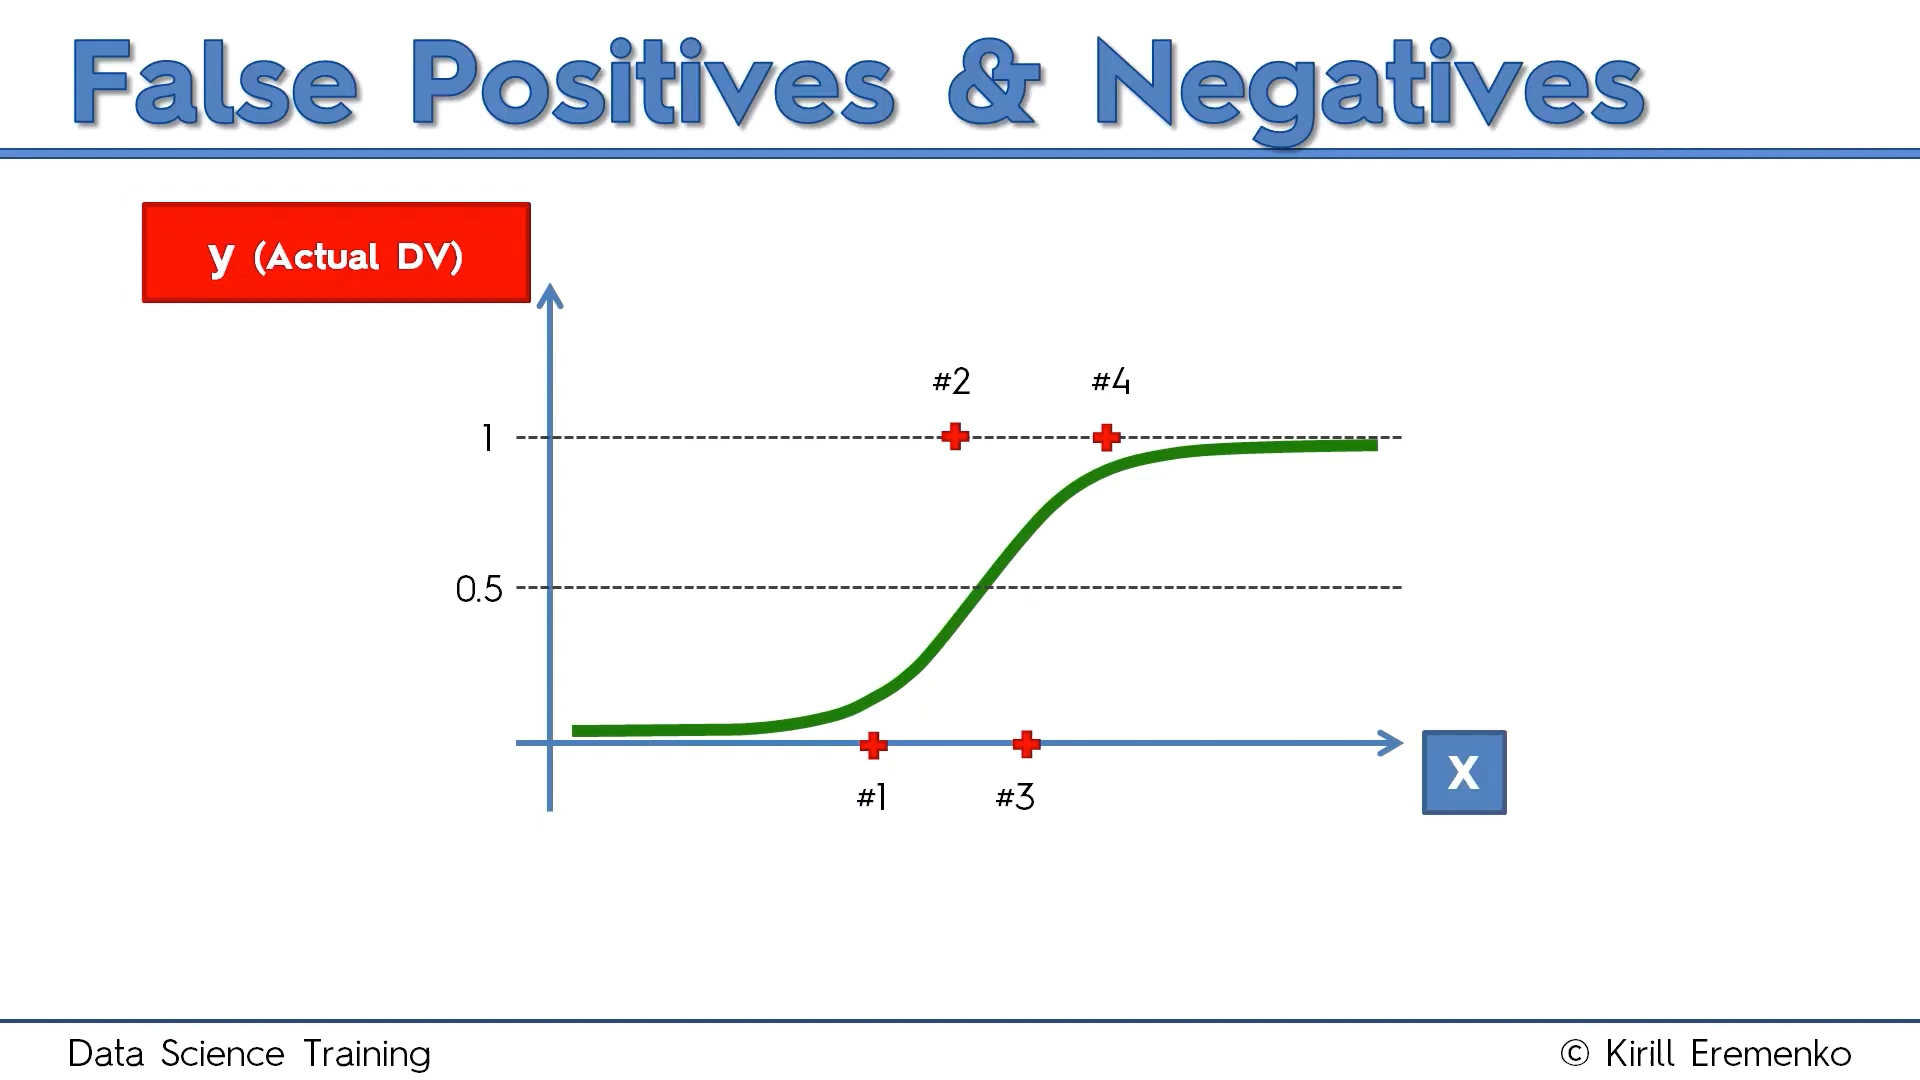 False Positives & Negatives
y (Actual DV)
#2 #4
1
0.5
X
#1 #3
Data Science Training
© Kirill Eremenko